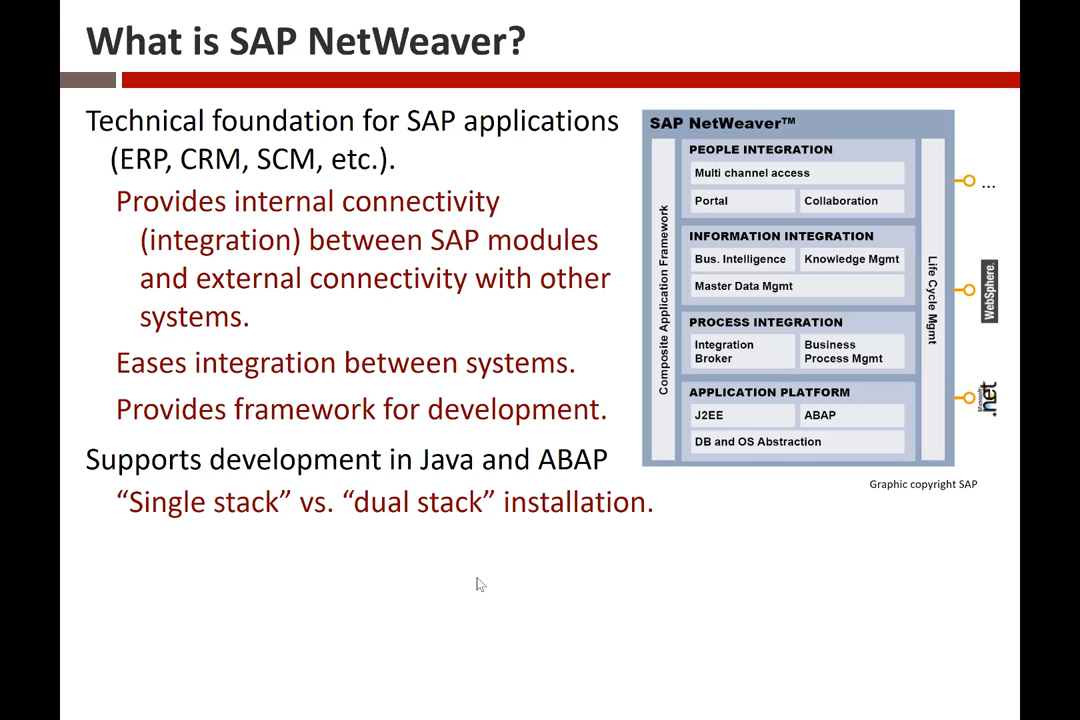 What is SAP NetWeaver?
Technical foundation for SAP applications
(ERP, CRM, SCM, etc.).
Provides internal connectivity
(integration) between SAP modules
and external connectivity with other
systems.
Eases integration between systems.
Provides framework for development.
Supports development in Java and ABAP
“Single stack” vs. “dual stack” installation.
SAP NetWeaver™
Composite Application Framework
PEOPLE INTEGRATION
Multi channel access
Portal
Collaboration
INFORMATION INTEGRATION
Bus. Intelligence
Knowledge Mgmt
Master Data Mgmt
PROCESS INTEGRATION
Integration
Broker
Business
Process Mgmt
APPLICATION PLATFORM
J2EE
ABAP
DB and OS Abstraction
Life Cycle Mgmt
...
WebSphere.
Microsoft
.net
Graphic copyright SAP